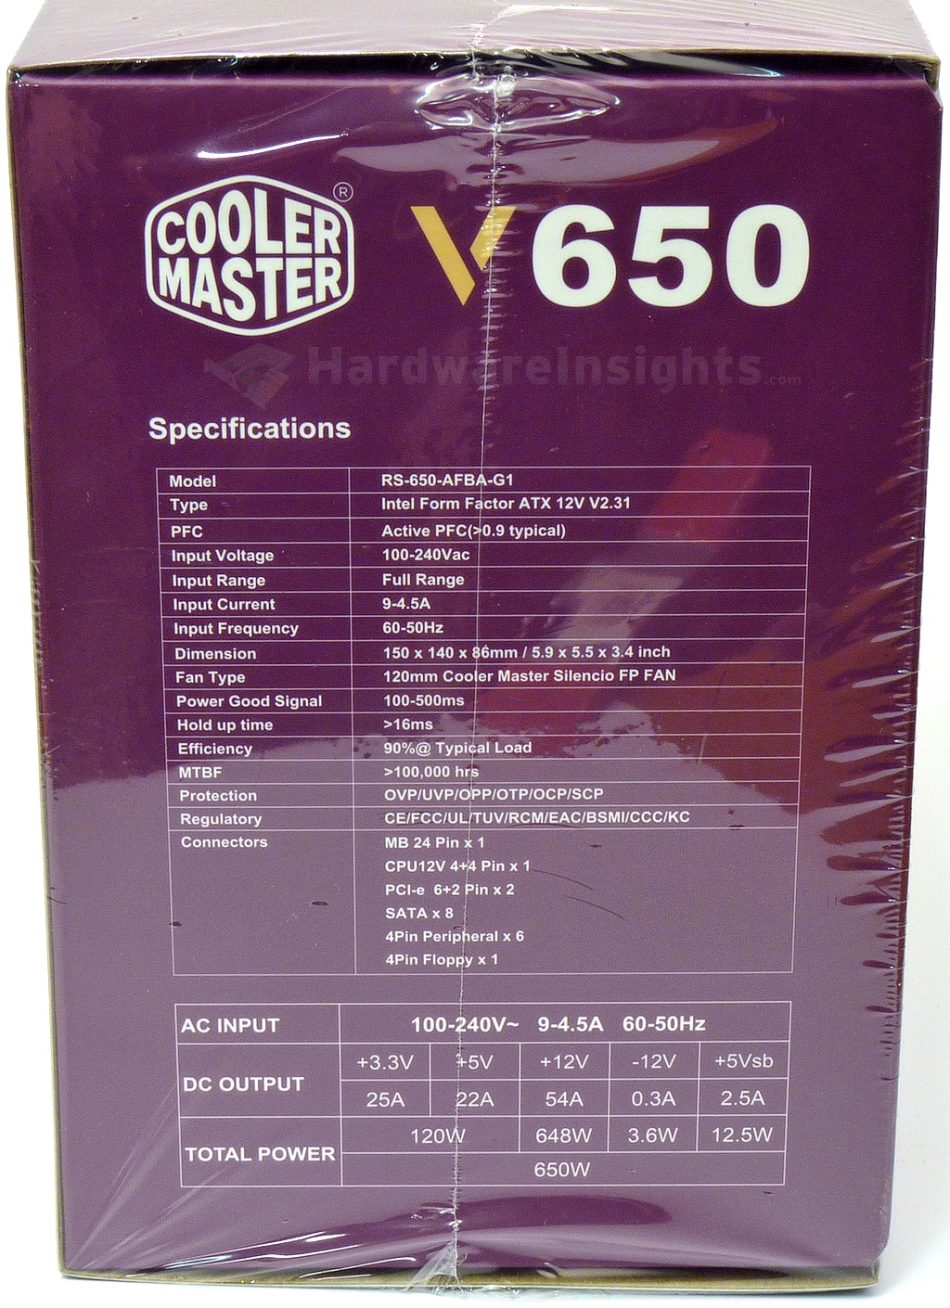 COOLER
MASTER ®
V650
HardwareInsights.com
Specifications
Model RS-650-AFBA-G1
Type Intel Form Factor ATX 12V V2.31
PFC Active PFC(>0.9 typical)
Input Voltage 100-240Vac
Input Range Full Range
Input Current 9-4.5A
Input Frequency 60-50Hz
Dimension 150 x 140 x 86mm / 5.9 x 5.5 x 3.4 inch
Fan Type 120mm Cooler Master Silencio FP FAN
Power Good Signal 100-500ms
Hold up time >16ms
Efficiency 90%@ Typical Load
MTBF >100,000 hrs
Protection OVP/UVP/OPP/OTP/OCP/SCP
Regulatory CE/FCC/UL/TUV/RCM/EAC/BSMI/CCC/KC
Connectors MB 24 Pin x 1
CPU12V 4+4 Pin x 1
PCI-e 6+2 Pin x 2
SATA x 8
4Pin Peripheral x 6
4Pin Floppy x 1
AC INPUT 100-240V~ 9-4.5A 60-50Hz
DC OUTPUT +3.3V +5V +12V -12V +5Vsb
25A 22A 54A 0.3A 2.5A
TOTAL POWER 120W 648W 3.6W 12.5W
650W